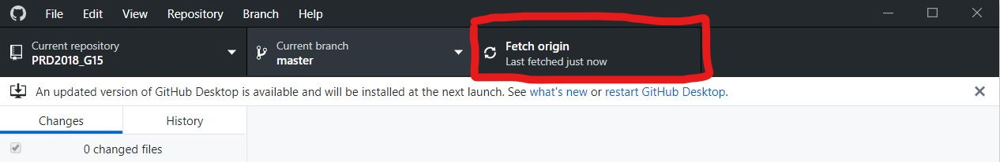 File Edit View Repository Branch Help
Current repository
PRD2018_G15
Current branch
master
Fetch origin
Last fetched just now
An updated version of GitHub Desktop is available and will be installed at the next launch. See what's new or restart GitHub Desktop.
Changes History
0 changed files